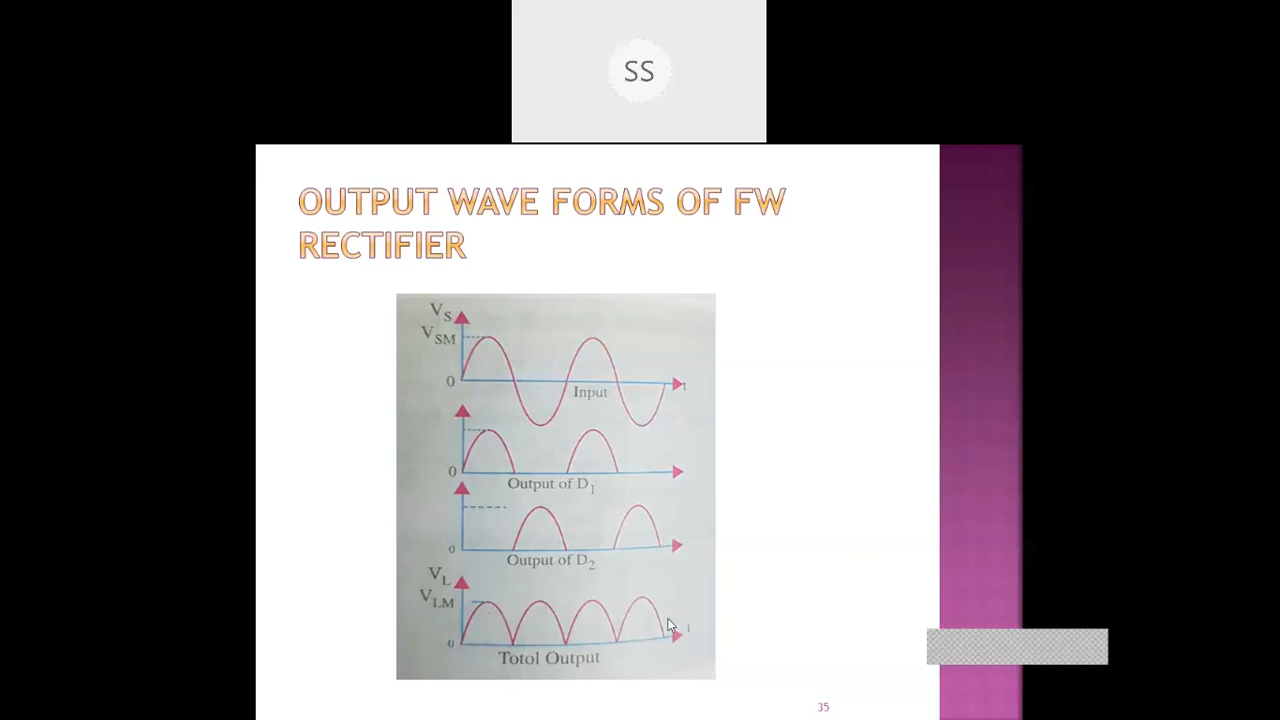 SS
OUTPUT WAVE FORMS OF FW
RECTIFIER
VS
VSM
0
Input
t
0
Output of D1
0
Output of D2
VL
VLM
0
t
Totol Output
35